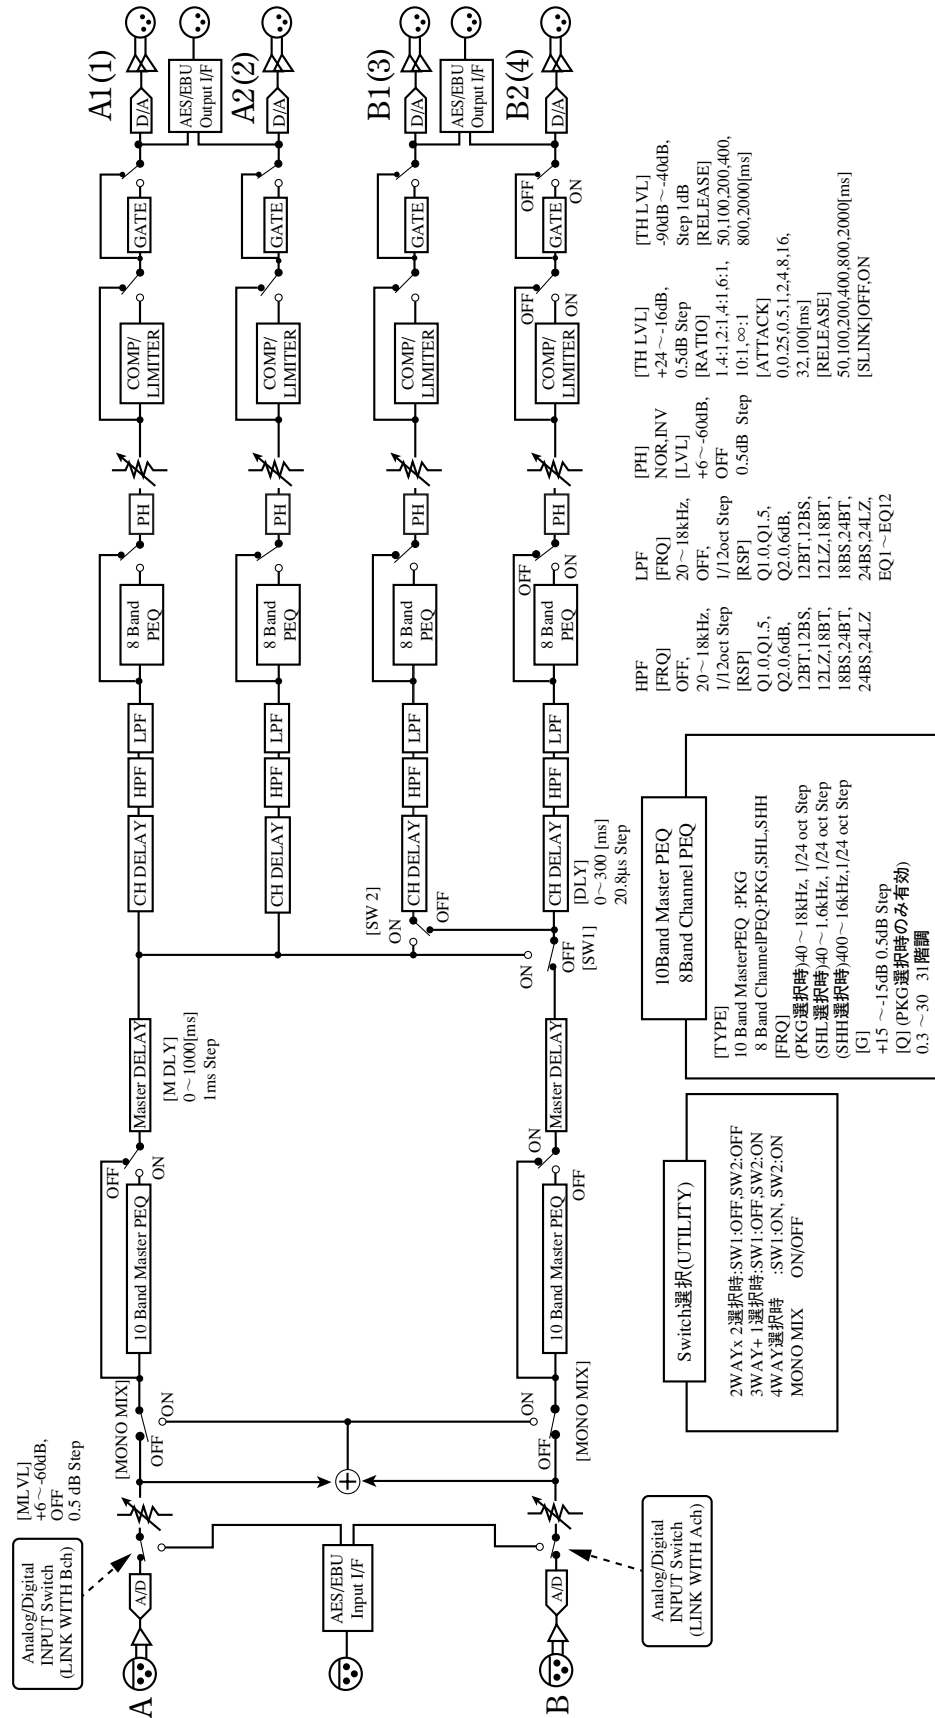 Analog/Digital
INPUT Switch
(LINK WITH Bch)
[MLVL]
+6～-60dB,
OFF
0.5 dB Step
A
A/D
[MONO MIX]
OFF
ON
10 Band Master PEQ
OFF
ON
Master DELAY
[M DLY]
0～1000[ms]
1ms Step
CH DELAY
HPF
LPF
8 Band
PEQ
PH
COMP/
LIMITER
GATE
D/A
A1(1)
AES/EBU
Output I/F
CH DELAY
HPF
LPF
8 Band
PEQ
PH
COMP/
LIMITER
GATE
D/A
A2(2)
AES/EBU
Input I/F
[SW 2]
ON
OFF
CH DELAY
HPF
LPF
8 Band
PEQ
PH
COMP/
LIMITER
GATE
D/A
B1(3)
AES/EBU
Output I/F
B
A/D
Analog/Digital
INPUT Switch
(LINK WITH Ach)
OFF
ON
[MONO MIX]
10 Band Master PEQ
ON
OFF
Master DELAY
ON
OFF
[SW1]
CH DELAY
[DLY]
0～300 [ms]
20.8μs Step
HPF
LPF
8 Band
PEQ
OFF
ON
PH
COMP/
LIMITER
OFF
ON
GATE
OFF
ON
D/A
B2(4)
Switch選択(UTILITY)
2WAYx 2選択時:SW1:OFF,SW2:OFF
3WAY+ 1選択時:SW1:OFF,SW2:ON
4WAY選択時 :SW1:ON, SW2:ON
MONO MIX ON/OFF
10Band Master PEQ
8Band Channel PEQ
[TYPE]
10 Band MasterPEQ :PKG
8 Band ChannelPEQ:PKG,SHL,SHH
[FRQ]
(PKG選択時)40～18kHz, 1/24 oct Step
(SHL選択時)40～1.6kHz, 1/24 oct Step
(SHH選択時)400～16kHz,1/24 oct Step
[G]
+15 ～-15dB 0.5dB Step
[Q] (PKG選択時のみ有効)
0.3～30 31階調
HPF
[FRQ]
OFF,
20～18kHz,
1/12oct Step
[RSP]
Q1.0,Q1.5,
Q2.0,6dB,
12BT,12BS,
12LZ,18BT,
18BS,24BT,
24BS,24LZ
LPF
[FRQ]
20～18kHz,
OFF,
1/12oct Step
[RSP]
Q1.0,Q1.5,
Q2.0,6dB,
12BT,12BS,
12LZ,18BT,
18BS,24BT,
24BS,24LZ,
EQ1～EQ12
[PH]
NOR,INV
[LVL]
+6～-60dB,
OFF
0.5dB Step
[TH LVL]
+24～-16dB,
0.5dB Step
[RATIO]
1.4:1,2:1,4:1,6:1,
10:1,∞:1
[ATTACK]
0,0.25,0.5,1,2,4,8,16,
32,100[ms]
[RELEASE]
50,100,200,400,800,2000[ms]
[SLINK]OFF,ON
[TH LVL]
-90dB～-40dB,
Step 1dB
[RELEASE]
50,100,200,400,
800,2000[ms]